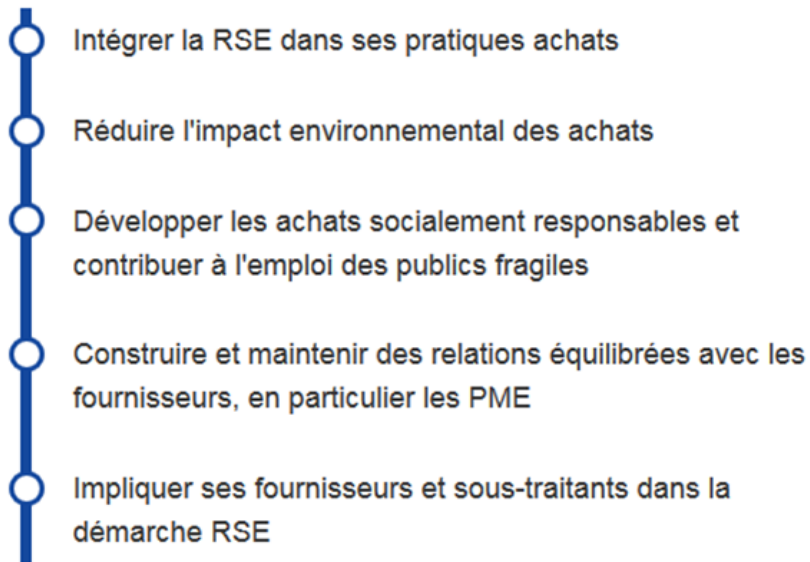 Intégrer la RSE dans ses pratiques achats
Réduire l'impact environnemental des achats
Développer les achats socialement responsables et
contribuer à l'emploi des publics fragiles
Construire et maintenir des relations équilibrées avec les
fournisseurs, en particulier les PME
Impliquer ses fournisseurs et sous-traitants dans la
démarche RSE